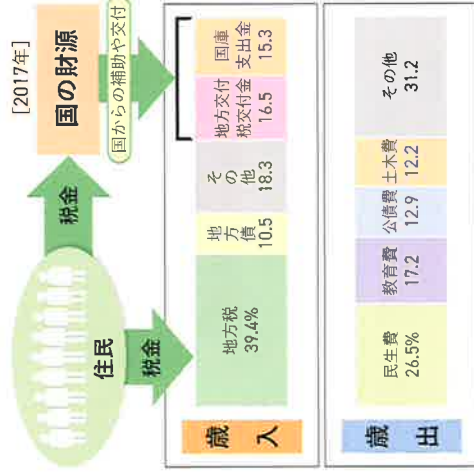 [2017年]
国の財源
国からの補助や交付
税金
住民
税金
歳入
地方税
39.4%
地方債
10.5
その他
18.3
地方交付
税交付金
16.5
国庫
支出金
15.3
歳出
民生費
26.5%
教育費
17.2
公債費
12.9
土木費
12.2
その他
31.2